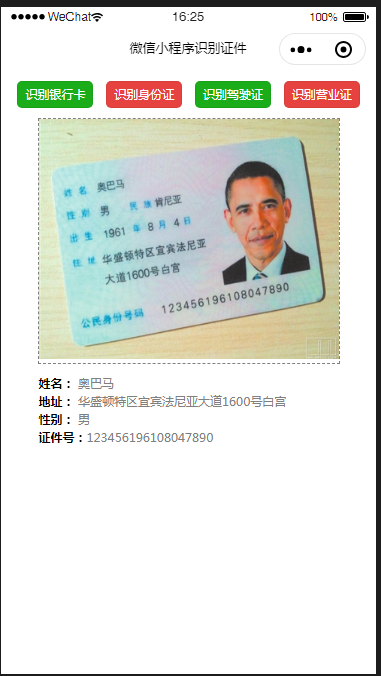 ●●●●● WeChat 16:25 100%
微信小程序识别证件
识别银行卡 识别身份证 识别驾驶证 识别营业证
姓名 奥巴马
性别 男 民族 肯尼亚
出生 1961 年 8 月 4 日
住址 华盛顿特区宜宾法尼亚
大道1600号白宫
公民身份号码 123456196108047890
姓名： 奥巴马
地址： 华盛顿特区宜宾法尼亚大道1600号白宫
性别： 男
证件号：123456196108047890